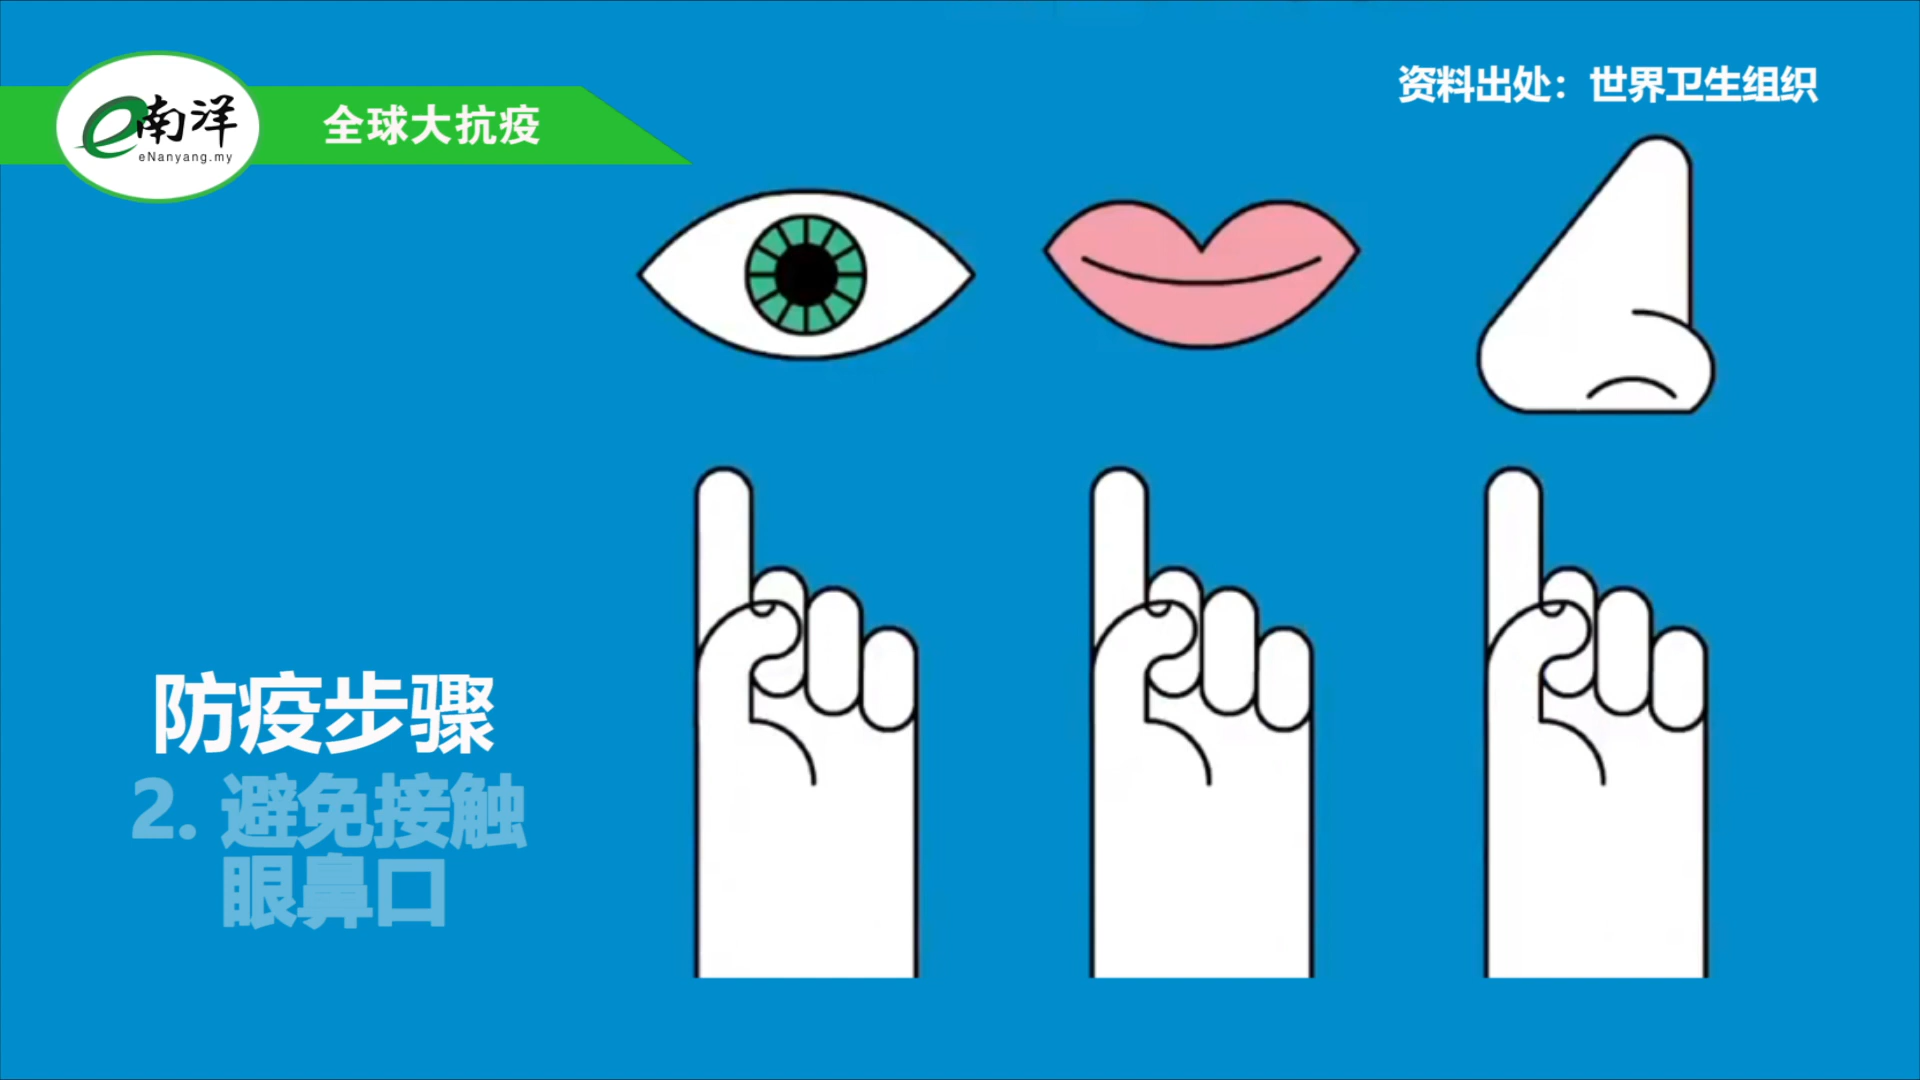 e南洋
eNanyang.my
全球大抗疫
资料出处：世界卫生组织
防疫步骤
2. 避免接触
眼鼻口